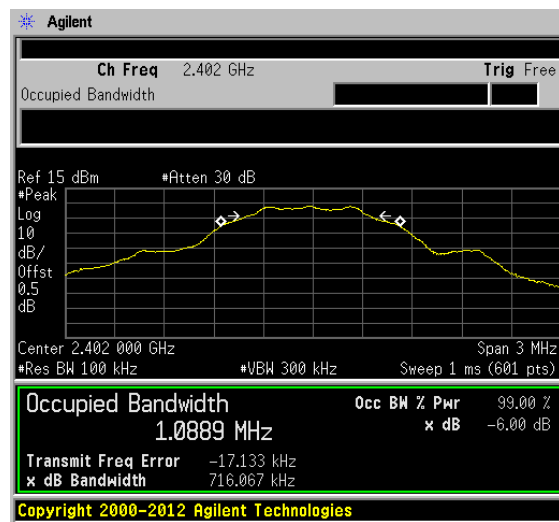 Agilent
Ch Freq 2.402 GHz Trig Free
Occupied Bandwidth
Ref 15 dBm #Atten 30 dB
#Peak
Log
10
dB/
Offst
0.5
dB
Center 2.402 000 GHz Span 3 MHz
#Res BW 100 kHz #VBW 300 kHz Sweep 1 ms (601 pts)
Occupied Bandwidth Occ BW % Pwr 99.00 %
1.0889 MHz x dB -6.00 dB
Transmit Freq Error -17.133 kHz
x dB Bandwidth 716.067 kHz
Copyright 2000-2012 Agilent Technologies